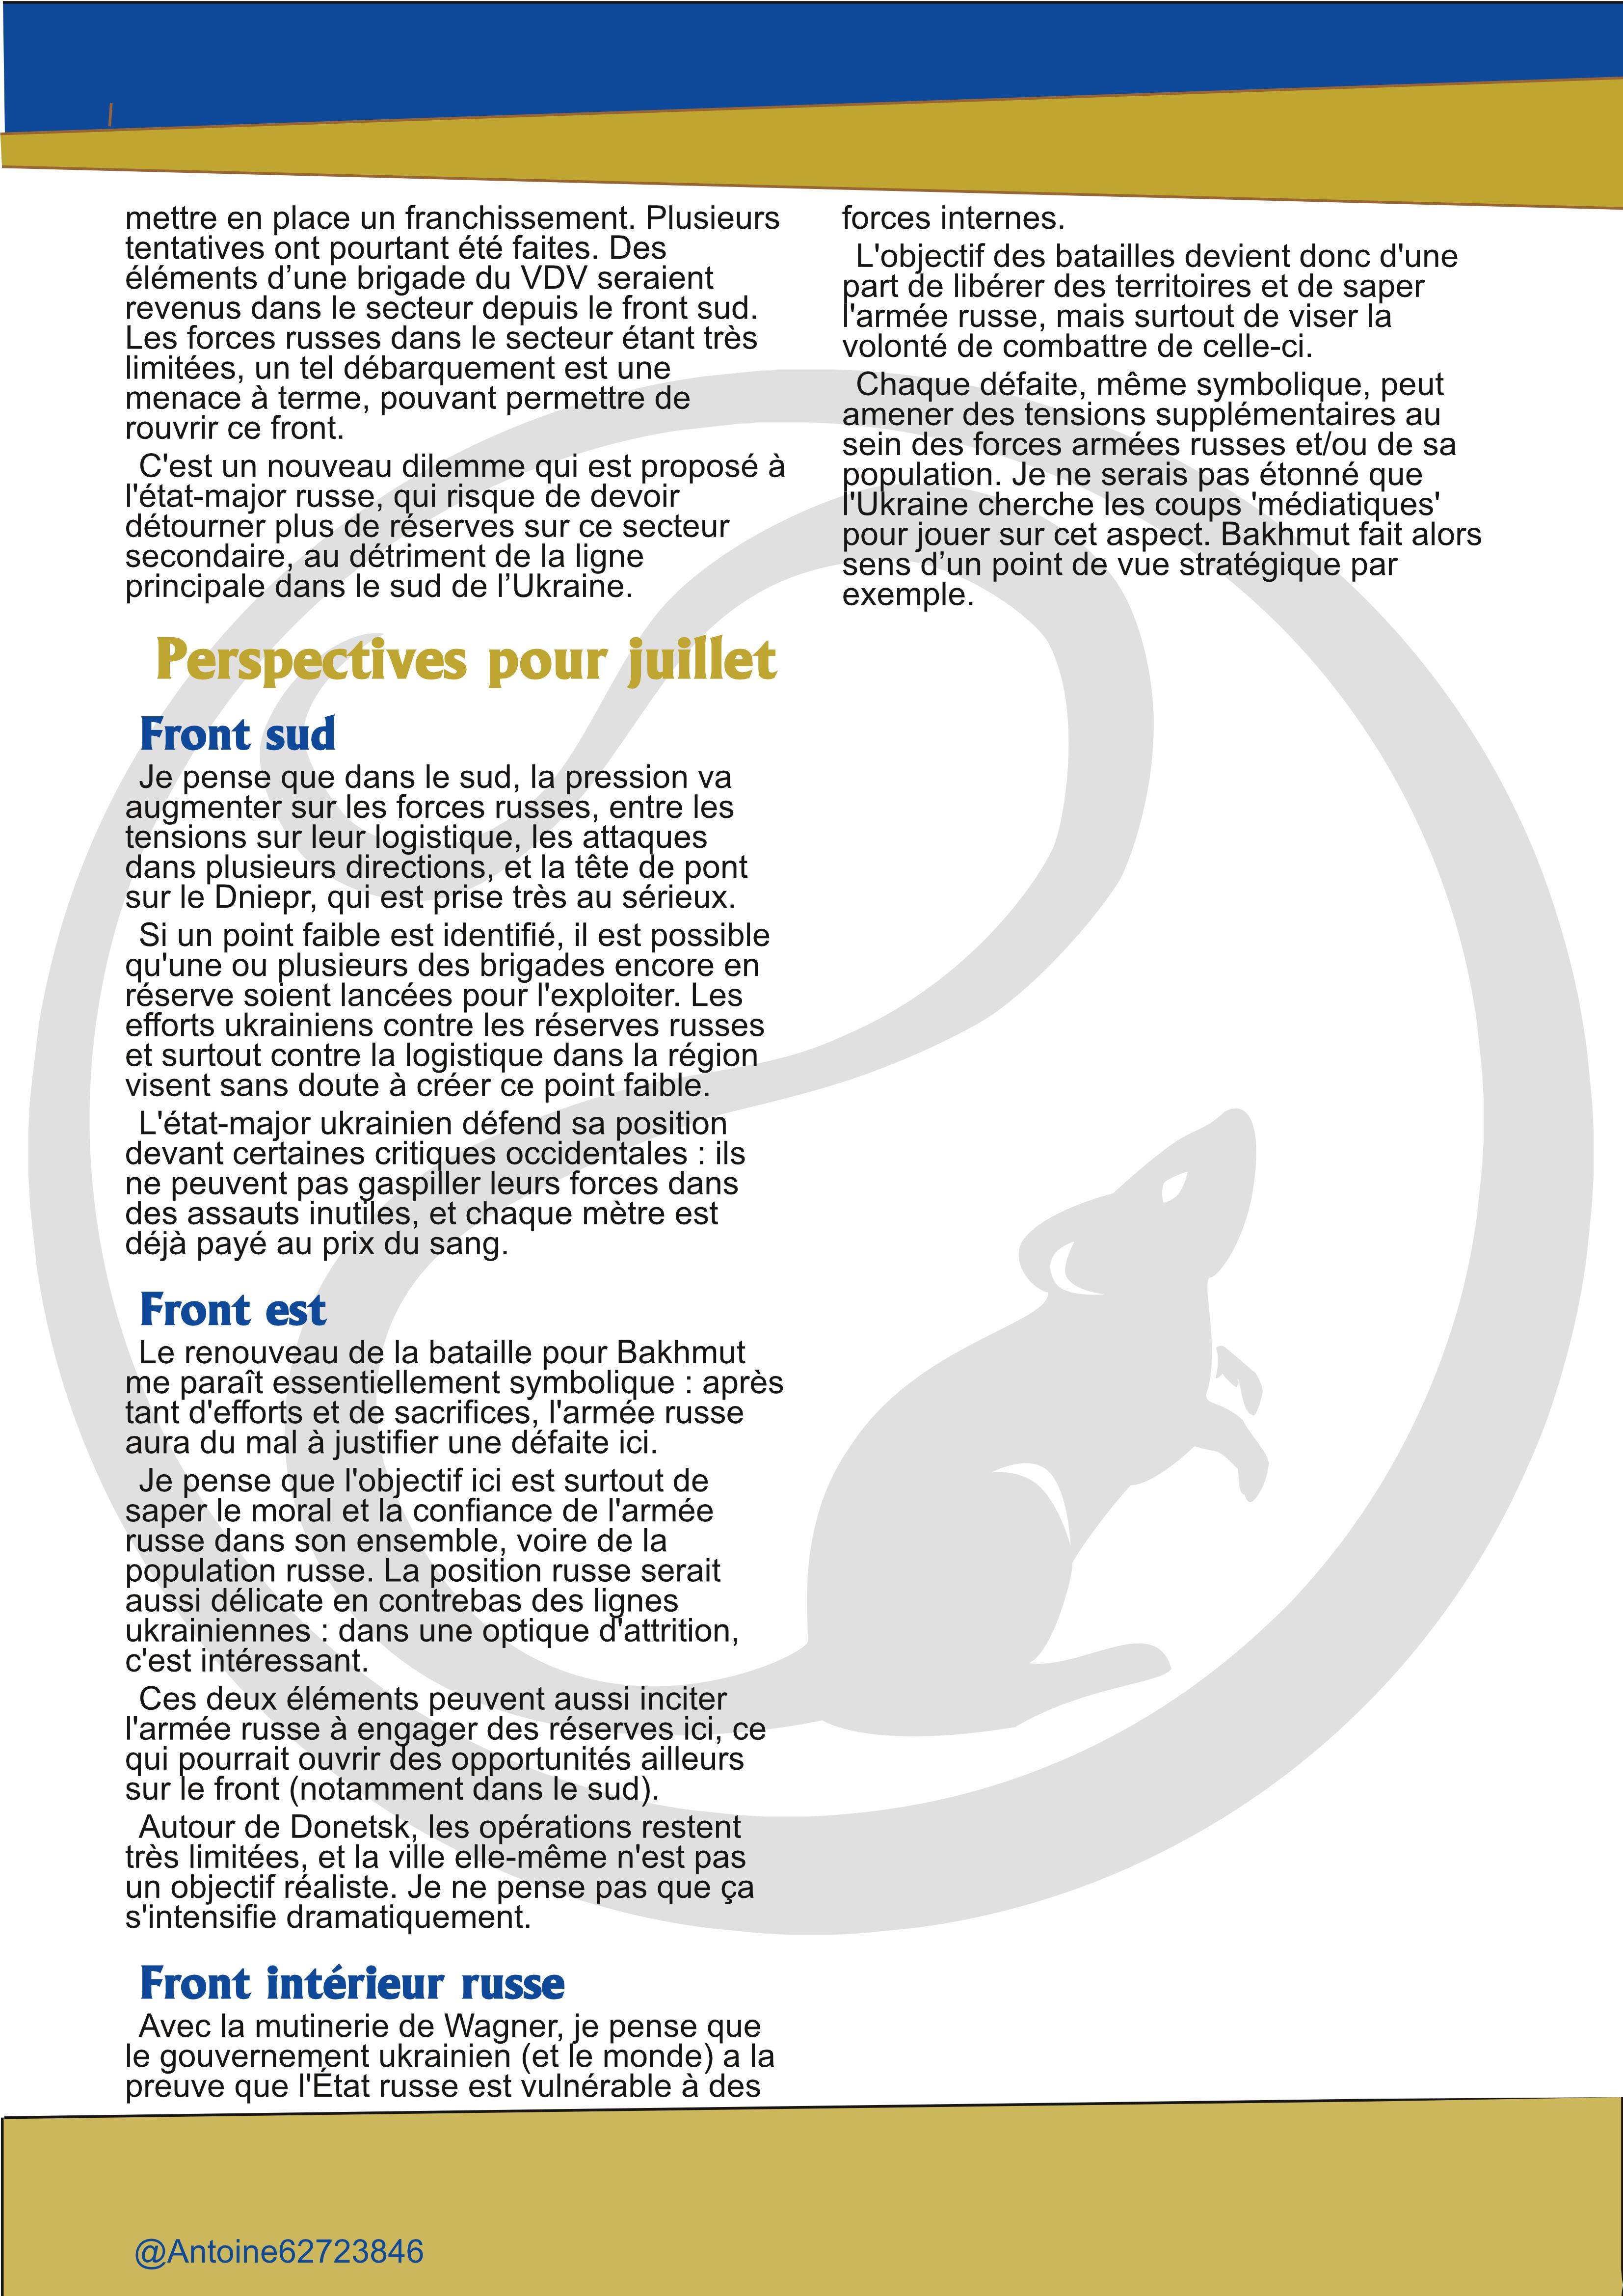 mettre en place un franchissement. Plusieurs
tentatives ont pourtant été faites. Des
éléments d’une brigade du VDV seraient
revenus dans le secteur depuis le front sud.
Les forces russes dans le secteur étant très
limitées, un tel débarquement est une
menace à terme, pouvant permettre de
rouvrir ce front.
C'est un nouveau dilemme qui est proposé à
l'état-major russe, qui risque de devoir
détourner plus de réserves sur ce secteur
secondaire, au détriment de la ligne
principale dans le sud de l’Ukraine.
Perspectives pour juillet
Front sud
Je pense que dans le sud, la pression va
augmenter sur les forces russes, entre les
tensions sur leur logistique, les attaques
dans plusieurs directions, et la tête de pont
sur le Dniepr, qui est prise très au sérieux.
Si un point faible est identifié, il est possible
qu'une ou plusieurs des brigades encore en
réserve soient lancées pour l'exploiter. Les
efforts ukrainiens contre les réserves russes
et surtout contre la logistique dans la région
visent sans doute à créer ce point faible.
L'état-major ukrainien défend sa position
devant certaines critiques occidentales : ils
ne peuvent pas gaspiller leurs forces dans
des assauts inutiles, et chaque mètre est
déjà payé au prix du sang.
Front est
Le renouveau de la bataille pour Bakhmut
me paraît essentiellement symbolique : après
tant d'efforts et de sacrifices, l'armée russe
aura du mal à justifier une défaite ici.
Je pense que l'objectif ici est surtout de
saper le moral et la confiance de l'armée
russe dans son ensemble, voire de la
population russe. La position russe serait
aussi délicate en contrebas des lignes
ukrainiennes : dans une optique d'attrition,
c'est intéressant.
Ces deux éléments peuvent aussi inciter
l'armée russe à engager des réserves ici, ce
qui pourrait ouvrir des opportunités ailleurs
sur le front (notamment dans le sud).
Autour de Donetsk, les opérations restent
très limitées, et la ville elle-même n'est pas
un objectif réaliste. Je ne pense pas que ça
s'intensifie dramatiquement.
Front intérieur russe
Avec la mutinerie de Wagner, je pense que
le gouvernement ukrainien (et le monde) a la
preuve que l'État russe est vulnérable à des
forces internes.
L'objectif des batailles devient donc d'une
part de libérer des territoires et de saper
l'armée russe, mais surtout de viser la
volonté de combattre de celle-ci.
Chaque défaite, même symbolique, peut
amener des tensions supplémentaires au
sein des forces armées russes et/ou de sa
population. Je ne serais pas étonné que
l'Ukraine cherche les coups 'médiatiques'
pour jouer sur cet aspect. Bakhmut fait alors
sens d’un point de vue stratégique par
exemple.
@Antoine62723846